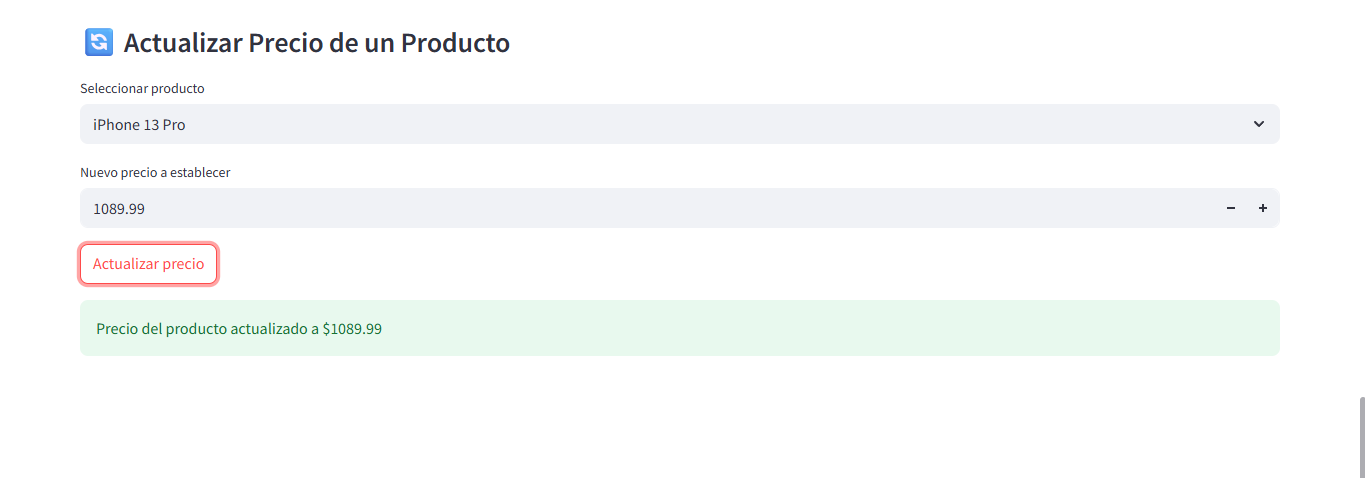 Actualizar Precio de un Producto
Seleccionar producto
iPhone 13 Pro
Nuevo precio a establecer
1089.99
Actualizar precio
Precio del producto actualizado a $1089.99